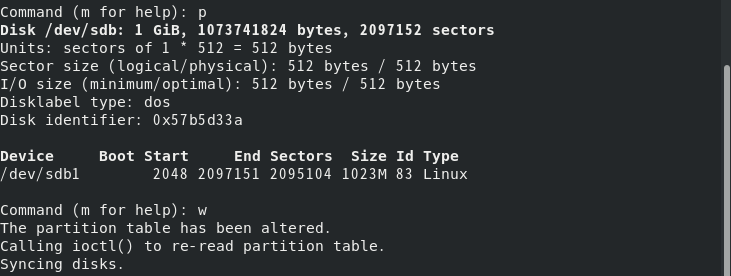 Command (m for help): p
Disk /dev/sdb: 1 GiB, 1073741824 bytes, 2097152 sectors
Units: sectors of 1 * 512 = 512 bytes
Sector size (logical/physical): 512 bytes / 512 bytes
I/O size (minimum/optimal): 512 bytes / 512 bytes
Disklabel type: dos
Disk identifier: 0x57b5d33a
Device     Boot Start     End Sectors  Size Id Type
/dev/sdb1        2048 2097151 2095104 1023M 83 Linux
Command (m for help): w
The partition table has been altered.
Calling ioctl() to re-read partition table.
Syncing disks.